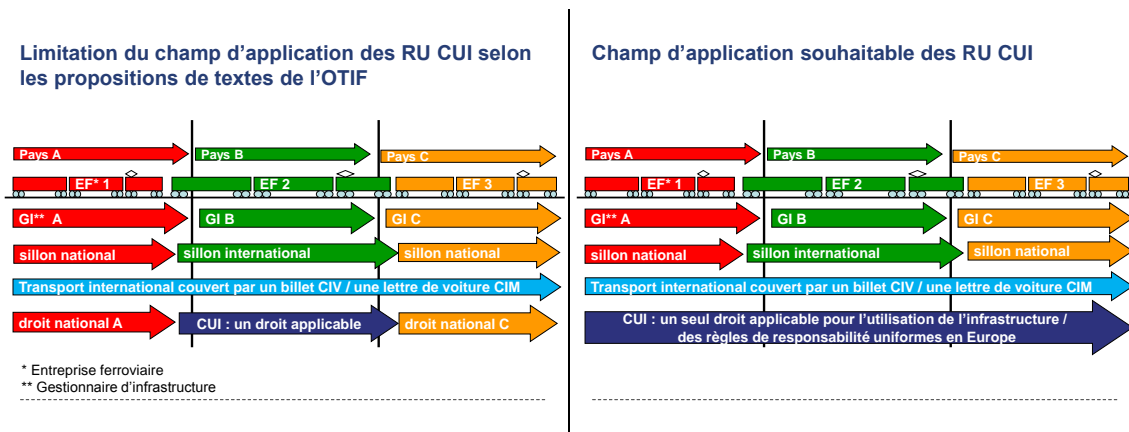 Limitation du champ d’application des RU CUI selon
les propositions de textes de l’OTIF
Pays A
Pays B
Pays C
EF* 1
EF 2
EF 3
GI** A
GI B
GI C
sillon national
sillon international
sillon national
Transport international couvert par un billet CIV / une lettre de voiture CIM
droit national A
CUI : un droit applicable
droit national C
* Entreprise ferroviaire
** Gestionnaire d’infrastructure
Champ d’application souhaitable des RU CUI
Pays A
Pays B
Pays C
EF* 1
EF 2
EF 3
GI** A
GI B
GI C
sillon national
sillon international
sillon national
Transport international couvert par un billet CIV / une lettre de voiture CIM
CUI : un seul droit applicable pour l’utilisation de l’infrastructure /
des règles de responsabilité uniformes en Europe